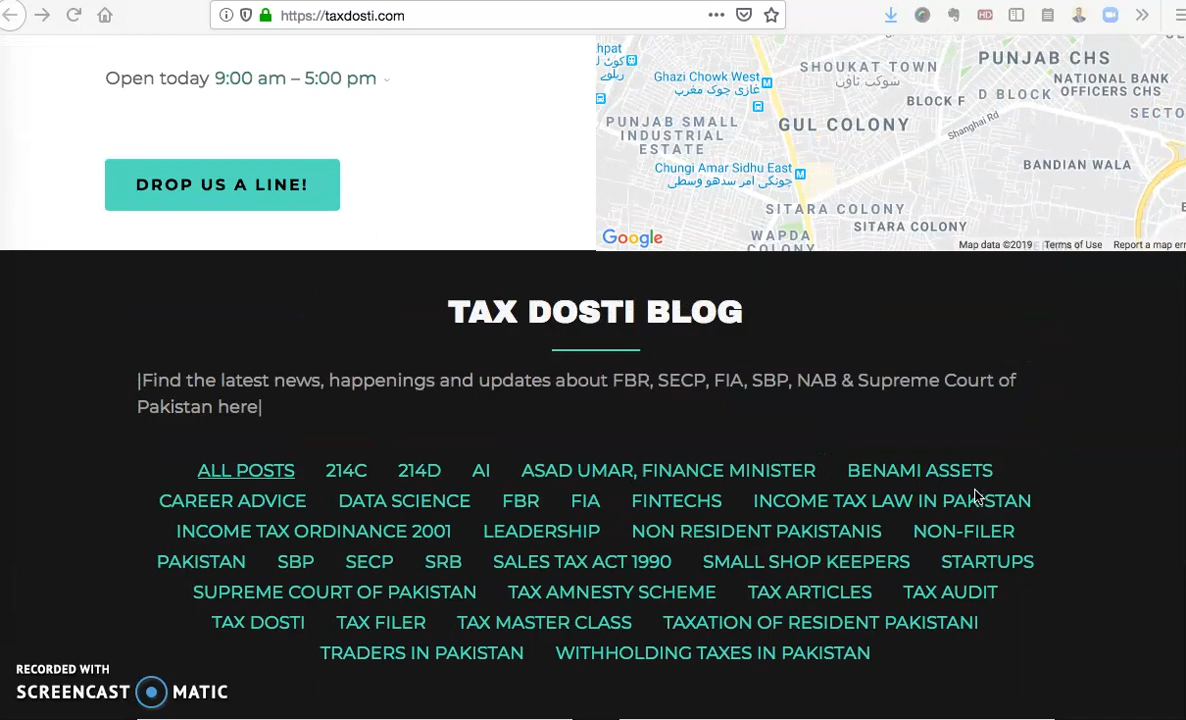 https://taxdosti.com
Open today 9:00 am – 5:00 pm
DROP US A LINE!
Ghazi Chowk West
غازی چوک مغرب
SHOUKAT TOWN
شوکت ٹاؤن
PUNJAB CHS
NATIONAL BANK
OFFICERS CHS
D BLOCK
BLOCK F
PUNJAB SMALL
INDUSTRIAL
ESTATE
GUL COLONY
Shanghai Rd
BANDIAN WALA
Chungi Amar Sidhu East
چونگی امر سدھو وسطی
SITARA COLONY
SITARA COLONY
WAPDA
COLONY
Google
Map data ©2019 Terms of Use Report a map err
TAX DOSTI BLOG
|Find the latest news, happenings and updates about FBR, SECP, FIA, SBP, NAB & Supreme Court of
Pakistan here|
ALL POSTS 214C 214D AI ASAD UMAR, FINANCE MINISTER BENAMI ASSETS
CAREER ADVICE DATA SCIENCE FBR FIA FINTECHS INCOME TAX LAW IN PAKISTAN
INCOME TAX ORDINANCE 2001 LEADERSHIP NON RESIDENT PAKISTANIS NON-FILER
PAKISTAN SBP SECP SRB SALES TAX ACT 1990 SMALL SHOP KEEPERS STARTUPS
SUPREME COURT OF PAKISTAN TAX AMNESTY SCHEME TAX ARTICLES TAX AUDIT
TAX DOSTI TAX FILER TAX MASTER CLASS TAXATION OF RESIDENT PAKISTANI
TRADERS IN PAKISTAN WITHHOLDING TAXES IN PAKISTAN
RECORDED WITH
SCREENCAST MATIC